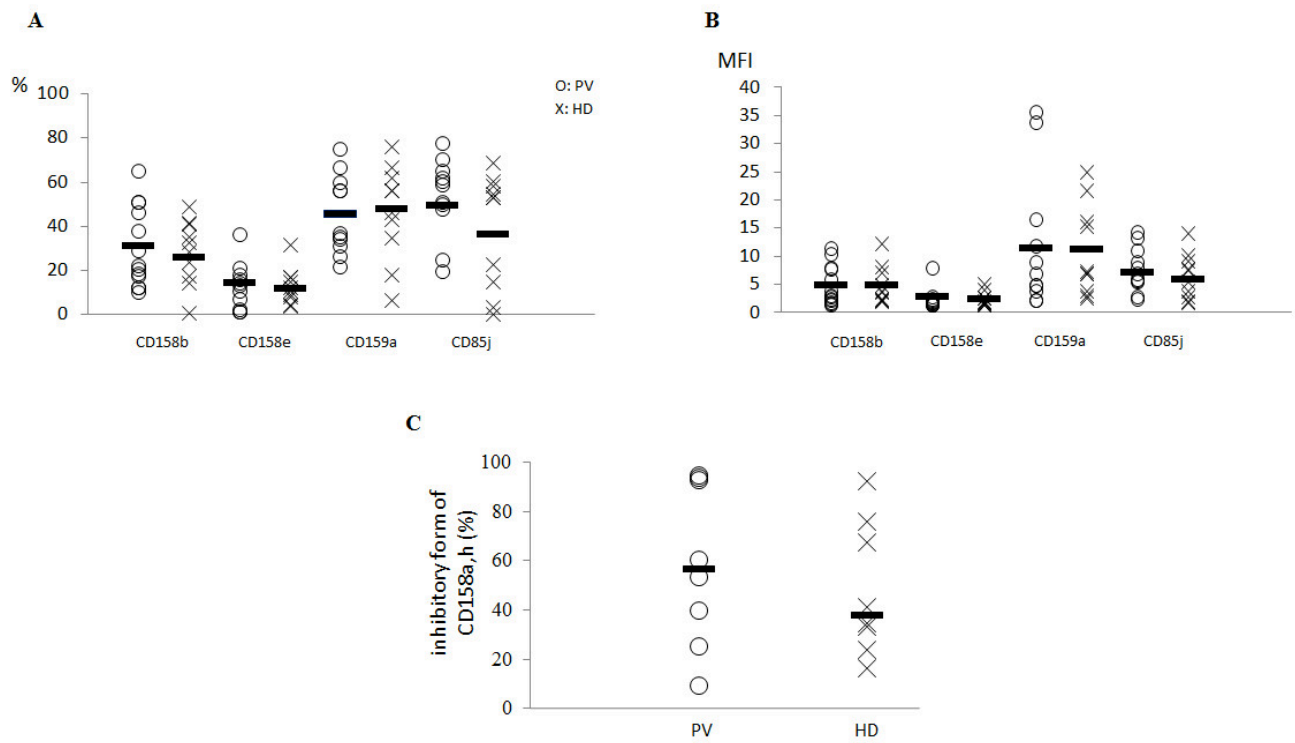 A
%
O: PV
X: HD
100
80
60
40
20
0
CD158b CD158e CD159a CD85j
B
MFI
40
35
30
25
20
15
10
5
0
CD158b CD158e CD159a CD85j
C
inhibitory form of
CD158a,h (%)
100
80
60
40
20
0
PV HD